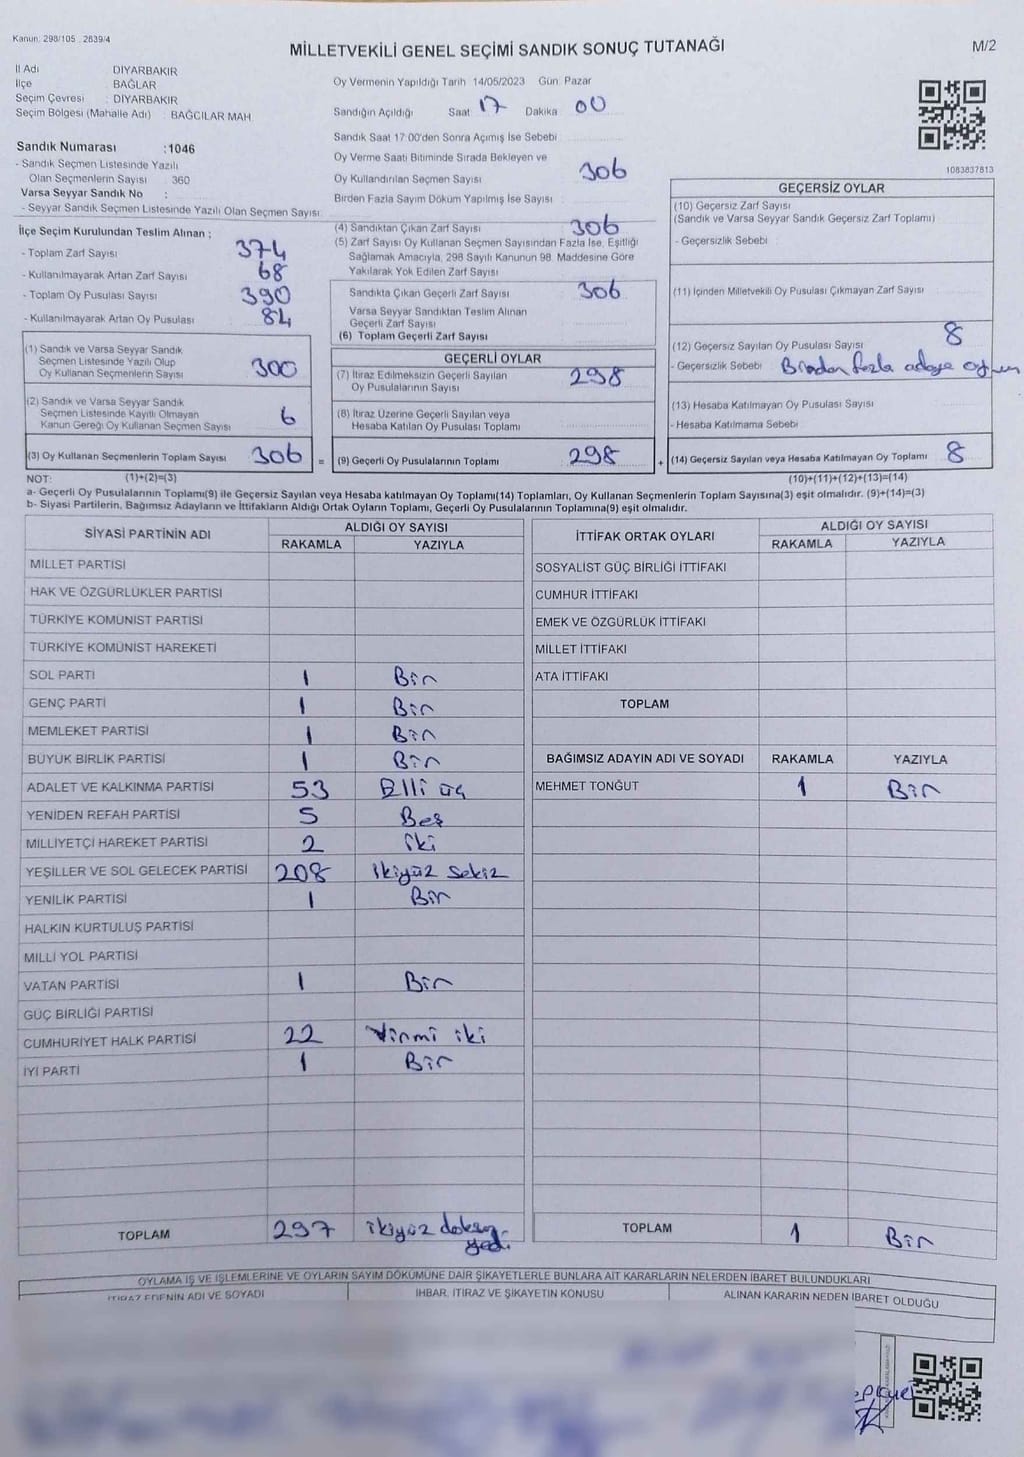 Kanun: 298/105 , 2839/4
MİLLETVEKİLİ GENEL SEÇİMİ SANDIK SONUÇ TUTANAĞI
M/2
İl Adı DİYARBAKIR
İlçe BAĞLAR
Seçim Çevresi : DİYARBAKIR
Seçim Bölgesi (Mahalle Adı) : BAĞCILAR MAH.
Oy Vermenin Yapıldığı Tarih 14/05/2023 Gün: Pazar
Sandığın Açıldığı Saat 17 Dakika 00
Sandık Saat 17:00'den Sonra Açımış İse Sebebi
Oy Verme Saati Bitiminde Sırada Bekleyen ve
Oy Kullandırılan Seçmen Sayısı 306
Birden Fazla Sayım Döküm Yapılmış İse Sayısı
1083837813
Sandık Numarası :1046
- Sandık Seçmen Listesinde Yazılı
Olan Seçmenlerin Sayısı : 360
Varsa Seyyar Sandık No :
- Seyyar Sandık Seçmen Listesinde Yazılı Olan Seçmen Sayısı:
İlçe Seçim Kurulundan Teslim Alınan ;
- Toplam Zarf Sayısı 374
- Kullanılmayarak Artan Zarf Sayısı 68
- Toplam Oy Pusulası Sayısı 390
- Kullanılmayarak Artan Oy Pusulası 84
(4) Sandıktan Çıkan Zarf Sayısı 306
(5) Zarf Sayısı Oy Kullanan Seçmen Sayısından Fazla İse, Eşitliği
Sağlamak Amacıyla, 298 Sayılı Kanunun 98. Maddesine Göre
Yakılarak Yok Edilen Zarf Sayısı
Sandıkta Çıkan Geçerli Zarf Sayısı 306
Varsa Seyyar Sandıktan Teslim Alınan
Geçerli Zarf Sayısı
(6) Toplam Geçerli Zarf Sayısı
GEÇERSİZ OYLAR
(10) Geçersiz Zarf Sayısı
(Sandık ve Varsa Seyyar Sandık Geçersiz Zarf Toplamı)
- Geçersizlik Sebebi
(11) İçinden Milletvekili Oy Pusulası Çıkmayan Zarf Sayısı
(12) Geçersiz Sayılan Oy Pusulası Sayısı 8
- Geçersizlik Sebebi Birden fazla adaya
(13) Hesaba Katılmayan Oy Pusulası Sayısı
- Hesaba Katılmama Sebebi
(14) Geçersiz Sayılan veya Hesaba Katılmayan Oy Toplamı 8
(1) Sandık ve Varsa Seyyar Sandık
Seçmen Listesinde Yazılı Olup
Oy Kullanan Seçmenlerin Sayısı 300
(2) Sandık ve Varsa Seyyar Sandık
Seçmen Listesinde Kayıtlı Olmayan
Kanun Gereği Oy Kullanan Seçmen Sayısı 6
(3) Oy Kullanan Seçmenlerin Toplam Sayısı 306 =
GEÇERLİ OYLAR
(7) İtiraz Edilmeksizin Geçerli Sayılan
Oy Pusulalarının Sayısı 298
(8) İtiraz Üzerine Geçerli Sayılan veya
Hesaba Katılan Oy Pusulası Toplamı
(9) Geçerli Oy Pusulalarının Toplamı 298 +
NOT: (1)+(2)=(3) (10)+(11)+(12)+(13)=(14)
a- Geçerli Oy Pusulalarının Toplamı(9) ile Geçersiz Sayılan veya Hesaba katılmayan Oy Toplamı(14) Toplamları, Oy Kullanan Seçmenlerin Toplam Sayısına(3) eşit olmalıdır. (9)+(14)=(3)
b- Siyasi Partilerin, Bağımsız Adayların ve İttifakların Aldığı Ortak Oyların Toplamı, Geçerli Oy Pusulalarının Toplamına(9) eşit olmalıdır.
SİYASİ PARTİNİN ADI ALDIĞI OY SAYISI
RAKAMLA YAZIYLA
MİLLET PARTİSİ
HAK VE ÖZGÜRLÜKLER PARTİSİ
TÜRKİYE KOMÜNİST PARTİSİ
TÜRKİYE KOMÜNİST HAREKETİ
SOL PARTİ 1 Bir
GENÇ PARTİ 1 Bir
MEMLEKET PARTİSİ 1 Bir
BÜYÜK BİRLİK PARTİSİ 1 Bir
ADALET VE KALKINMA PARTİSİ 53 Elli üç
YENİDEN REFAH PARTİSİ 5 Beş
MİLLİYETÇİ HAREKET PARTİSİ 2 iki
YEŞİLLER VE SOL GELECEK PARTİSİ 208 ikiyüz sekiz
YENİLİK PARTİSİ 1 Bir
HALKIN KURTULUŞ PARTİSİ
MİLLİ YOL PARTİSİ
VATAN PARTİSİ 1 Bir
GÜÇ BİRLİĞİ PARTİSİ
CUMHURİYET HALK PARTİSİ 22 Yirmi iki
İYİ PARTİ 1 Bir
TOPLAM 297 ikiyüz doksan
yedi
İTTİFAK ORTAK OYLARI ALDIĞI OY SAYISI
RAKAMLA YAZIYLA
SOSYALİST GÜÇ BİRLİĞİ İTTİFAKI
CUMHUR İTTİFAKI
EMEK VE ÖZGÜRLÜK İTTİFAKI
MİLLET İTTİFAKI
ATA İTTİFAKI
TOPLAM
BAĞIMSIZ ADAYIN ADI VE SOYADI RAKAMLA YAZIYLA
MEHMET TONĞUT 1 Bir
TOPLAM 1 Bir
OYLAMA İŞ VE İŞLEMLERİNE VE OYLARIN SAYIM DÖKÜMÜNE DAİR ŞİKAYETLERLE BUNLARA AİT KARARLARIN NELERDEN İBARET BULUNDUKLARI
İTİRAZ EDENİN ADI VE SOYADI İHBAR, İTİRAZ VE ŞİKAYETİN KONUSU ALINAN KARARIN NEDEN İBARET OLDUĞU